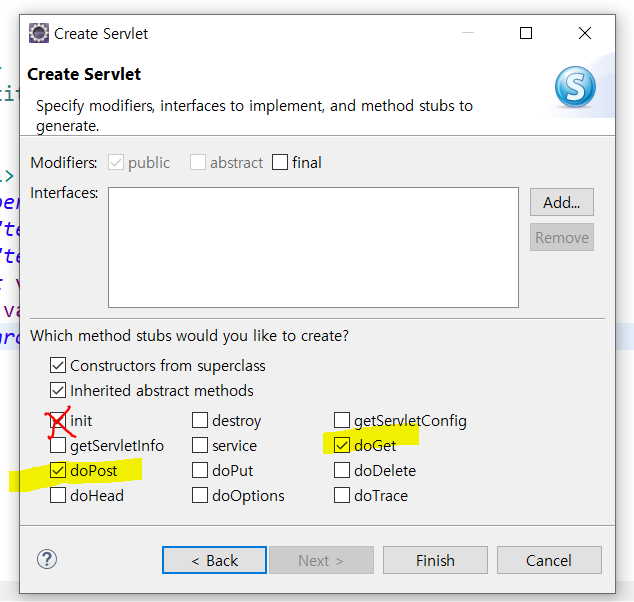 Create Servlet
Create Servlet
Specify modifiers, interfaces to implement, and method stubs to
generate.
Modifiers: public abstract final
Interfaces:
Add...
Remove
Which method stubs would you like to create?
Constructors from superclass
Inherited abstract methods
init destroy getServletConfig
getServletInfo service doGet
doPost doPut doDelete
doHead doOptions doTrace
< Back Next > Finish Cancel